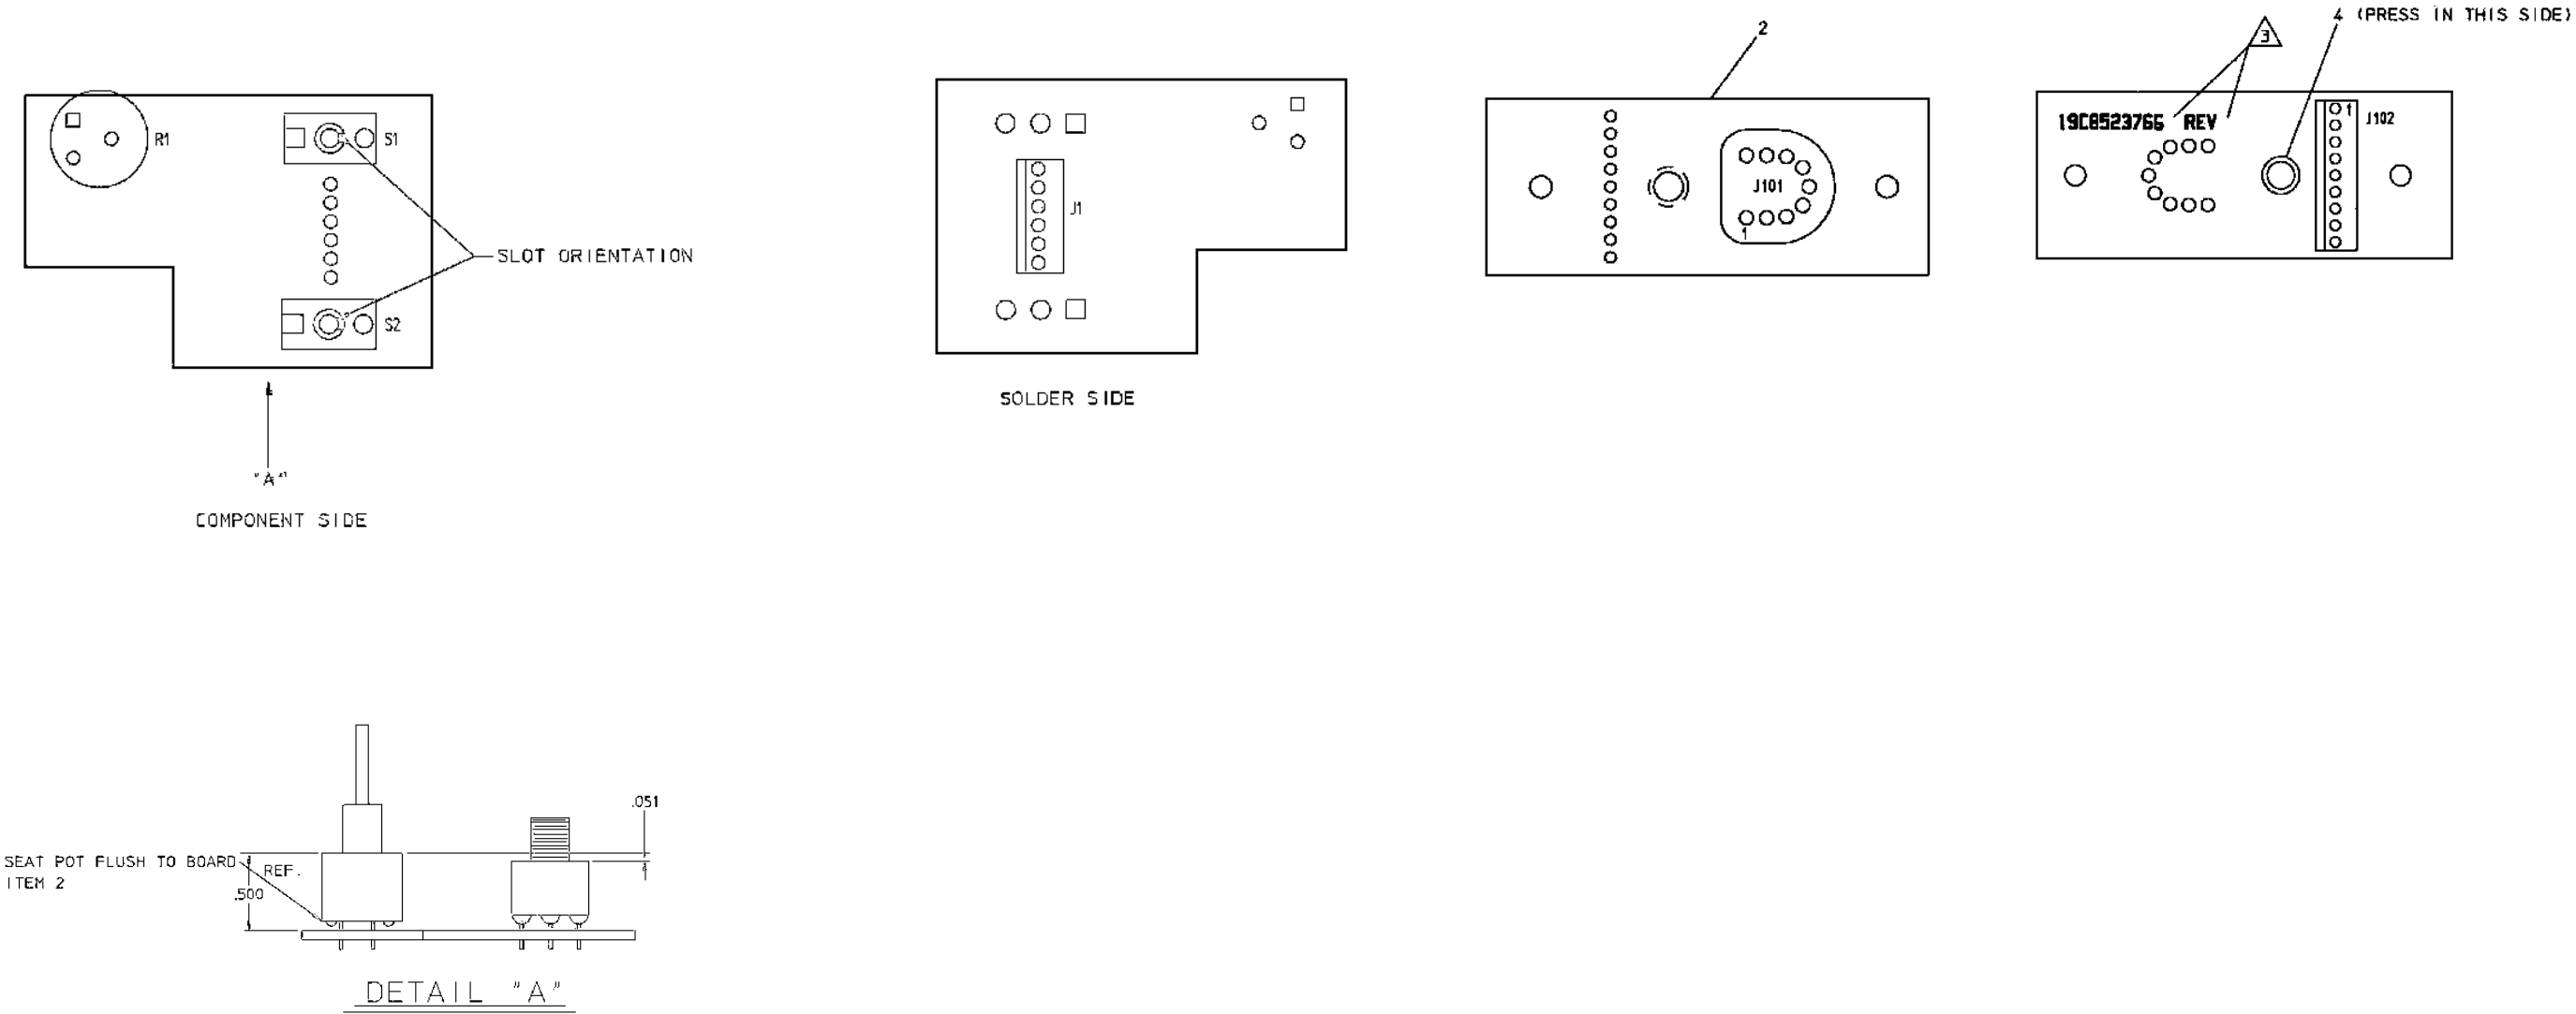 R1
S1
SLOT ORIENTATION
S2
"A"
COMPONENT SIDE
J1
SOLDER SIDE
2
J101
1
3
4 (PRESS IN THIS SIDE)
19C852376G REV
1
J102
.051
SEAT POT FLUSH TO BOARD
ITEM 2
REF.
.500
DETAIL "A"